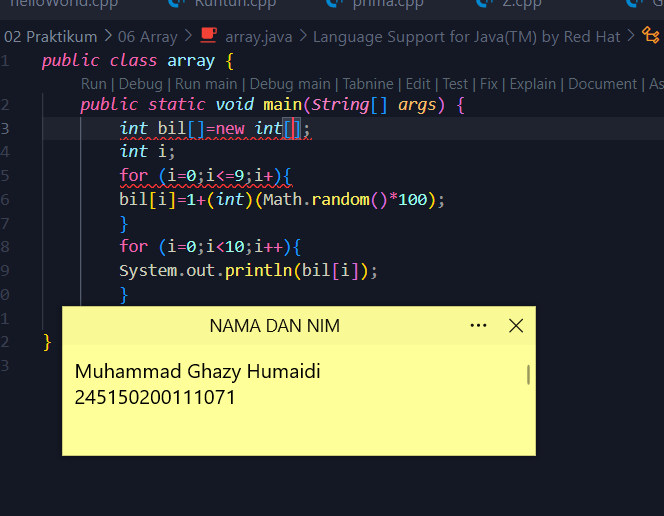 helloWorld.cpp Runtun.cpp prima.cpp Z.cpp
02 Praktikum > 06 Array > array.java > Language Support for Java(TM) by Red Hat >
1 public class array {
Run | Debug | Run main | Debug main | Tabnine | Edit | Test | Fix | Explain | Document | As
2 public static void main(String[] args) {
3 int bil[]=new int[];
4 int i;
5 for (i=0;i<=9;i+){
6 bil[i]=1+(int)(Math.random()*100);
7 }
8 for (i=0;i<10;i++){
9 System.out.println(bil[i]);
0 }
1
2 }
3
NAMA DAN NIM
Muhammad Ghazy Humaidi
245150200111071